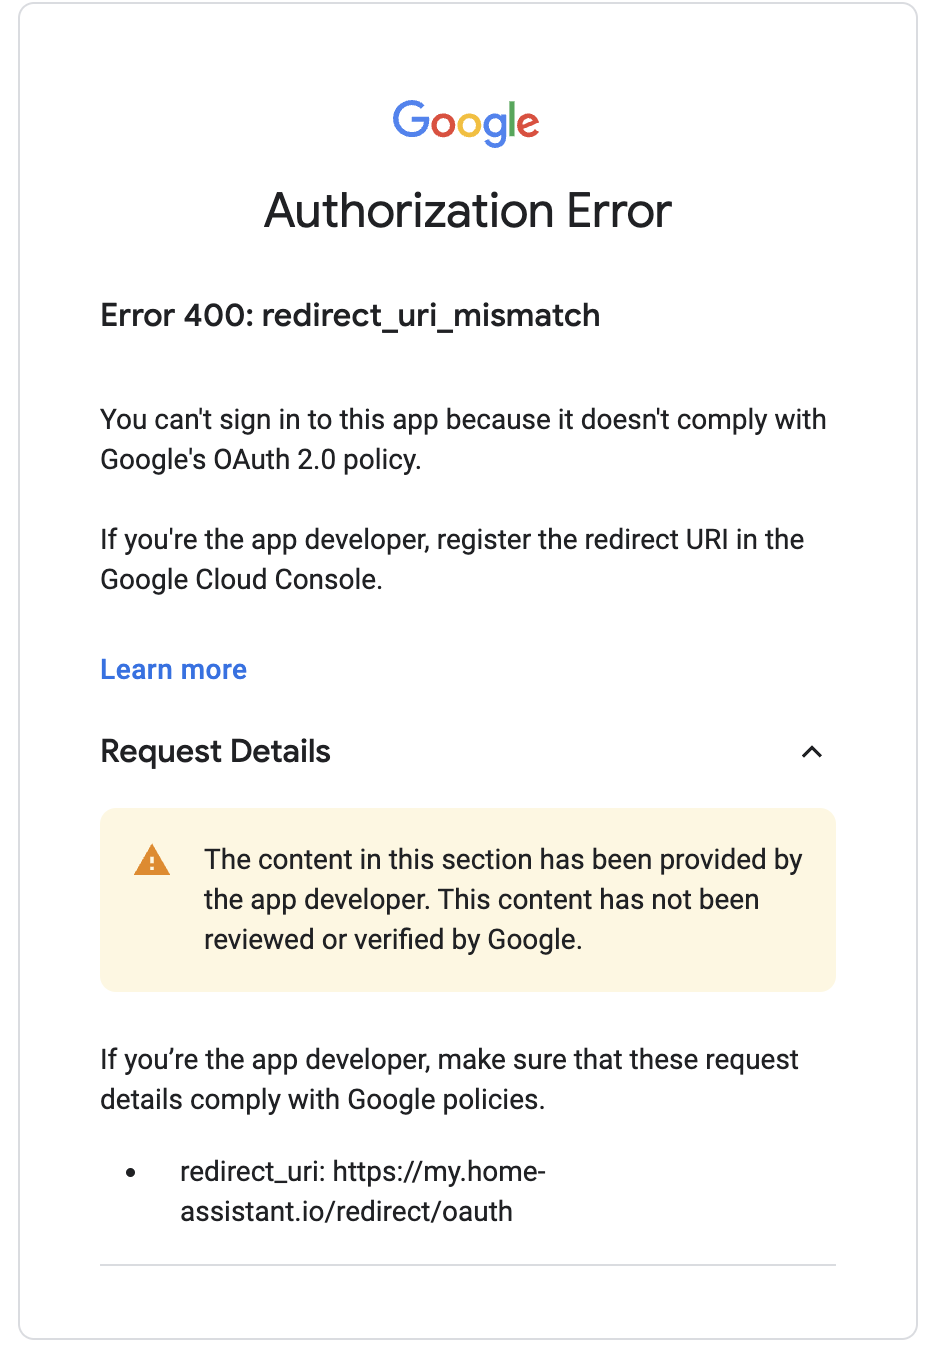 Google
Authorization Error
Error 400: redirect_uri_mismatch
You can't sign in to this app because it doesn't comply with
Google's OAuth 2.0 policy.
If you're the app developer, register the redirect URI in the
Google Cloud Console.
Learn more
Request Details
The content in this section has been provided by
the app developer. This content has not been
reviewed or verified by Google.
If you’re the app developer, make sure that these request
details comply with Google policies.
• redirect_uri: https://my.home-
assistant.io/redirect/oauth